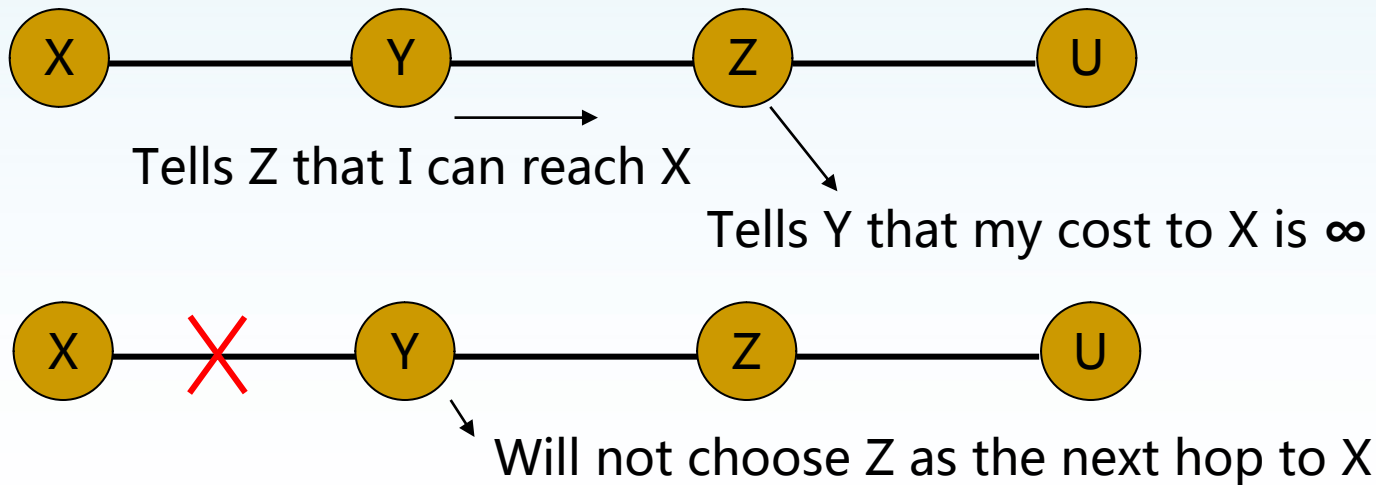 X Y Z U
Tells Z that I can reach X
Tells Y that my cost to X is ∞
X Y Z U
Will not choose Z as the next hop to X